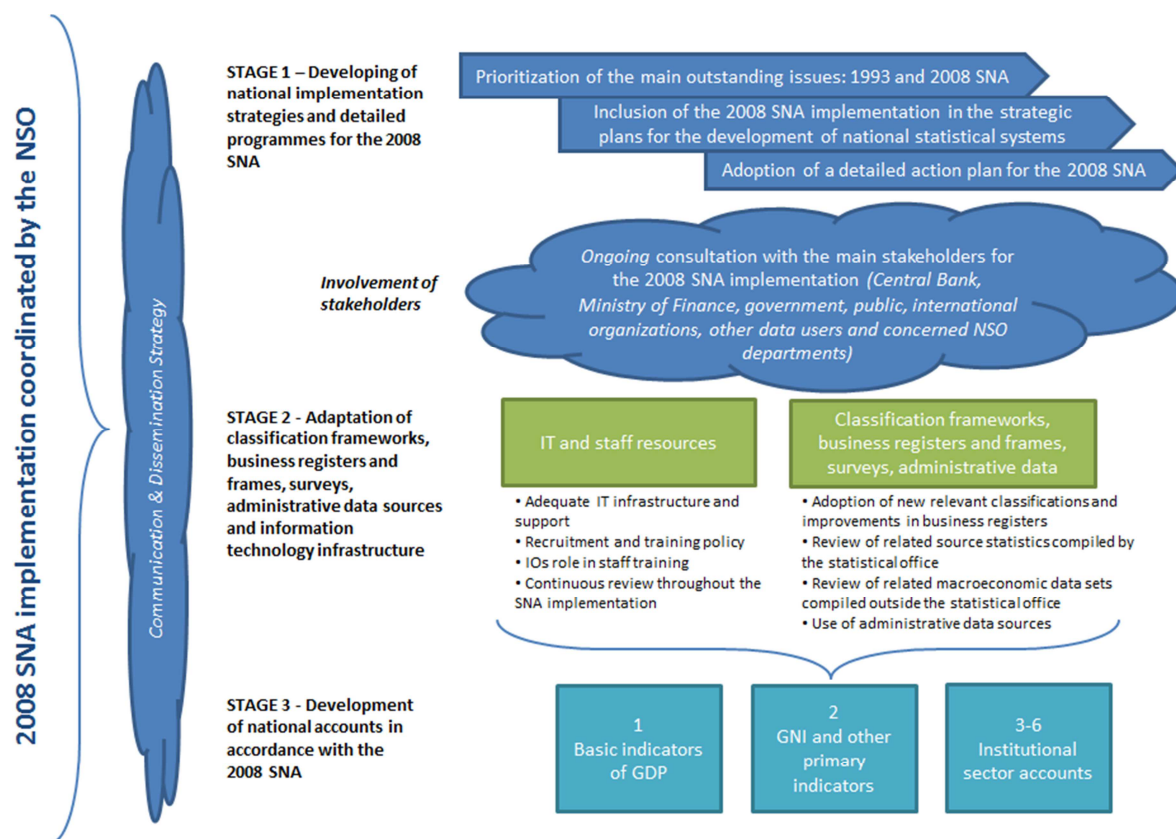 2008 SNA implementation coordinated by the NSO
Communication & Dissemination Strategy
STAGE 1 – Developing of
national implementation
strategies and detailed
programmes for the 2008
SNA
Prioritization of the main outstanding issues: 1993 and 2008 SNA
Inclusion of the 2008 SNA implementation in the strategic
plans for the development of national statistical systems
Adoption of a detailed action plan for the 2008 SNA
Involvement of
stakeholders
Ongoing consultation with the main stakeholders for
the 2008 SNA implementation (Central Bank,
Ministry of Finance, government, public, international
organizations, other data users and concerned NSO
departments)
STAGE 2 - Adaptation of
classification frameworks,
business registers and
frames, surveys,
administrative data sources
and information
technology infrastructure
IT and staff resources
• Adequate IT infrastructure and
support
• Recruitment and training policy
• IOs role in staff training
• Continuous review throughout the
SNA implementation
Classification frameworks,
business registers and frames,
surveys, administrative data
• Adoption of new relevant classifications and
improvements in business registers
• Review of related source statistics compiled by
the statistical office
• Review of related macroeconomic data sets
compiled outside the statistical office
• Use of administrative data sources
STAGE 3 - Development
of national accounts in
accordance with the
2008 SNA
1
Basic indicators
of GDP
2
GNI and other
primary
indicators
3-6
Institutional
sector accounts